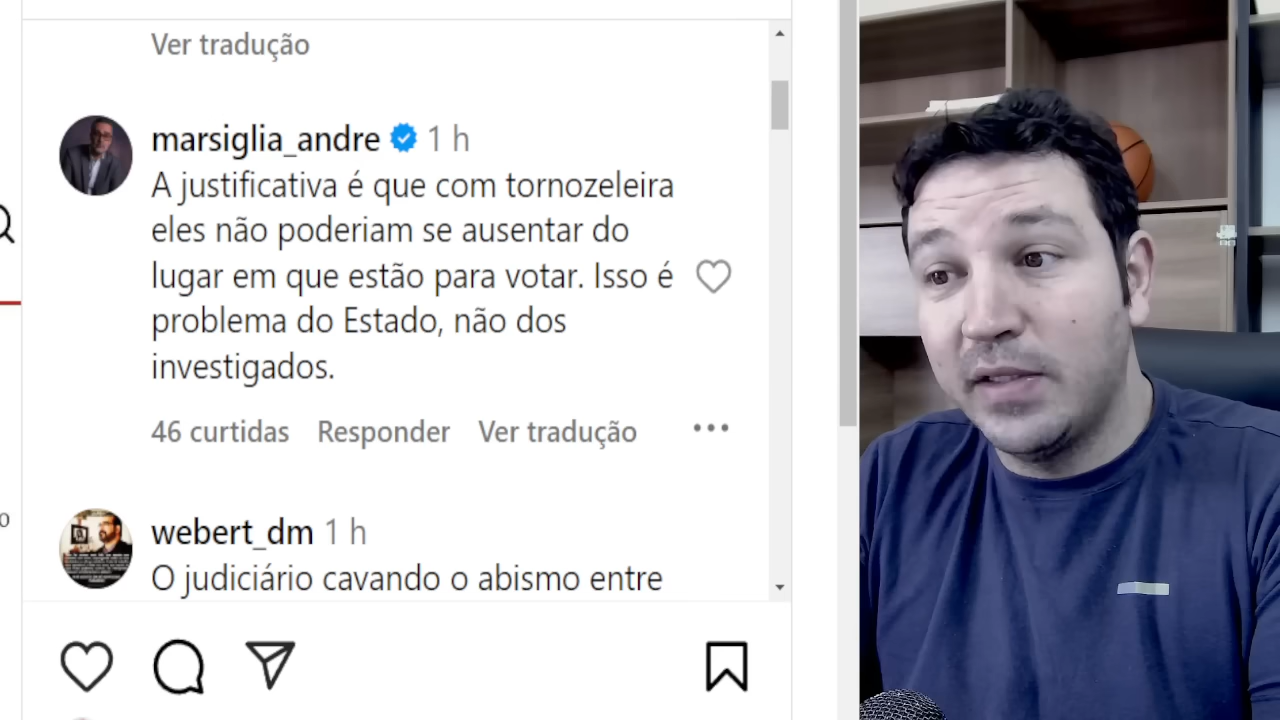 Ver tradução
marsiglia_andre 1 h
A justificativa é que com tornozeleira
eles não poderiam se ausentar do
lugar em que estão para votar. Isso é
problema do Estado, não dos
investigados.
46 curtidas Responder Ver tradução
webert_dm 1 h
O judiciário cavando o abismo entre